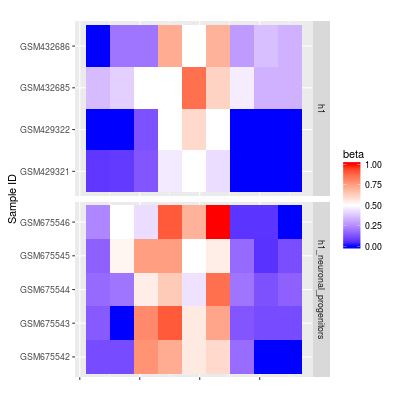 Sample ID
GSM432686
GSM432685
GSM429322
GSM429321
h1
GSM675546
GSM675545
GSM675544
GSM675543
GSM675542
h1_neuronal_progenitors
beta
1.00
0.75
0.50
0.25
0.00